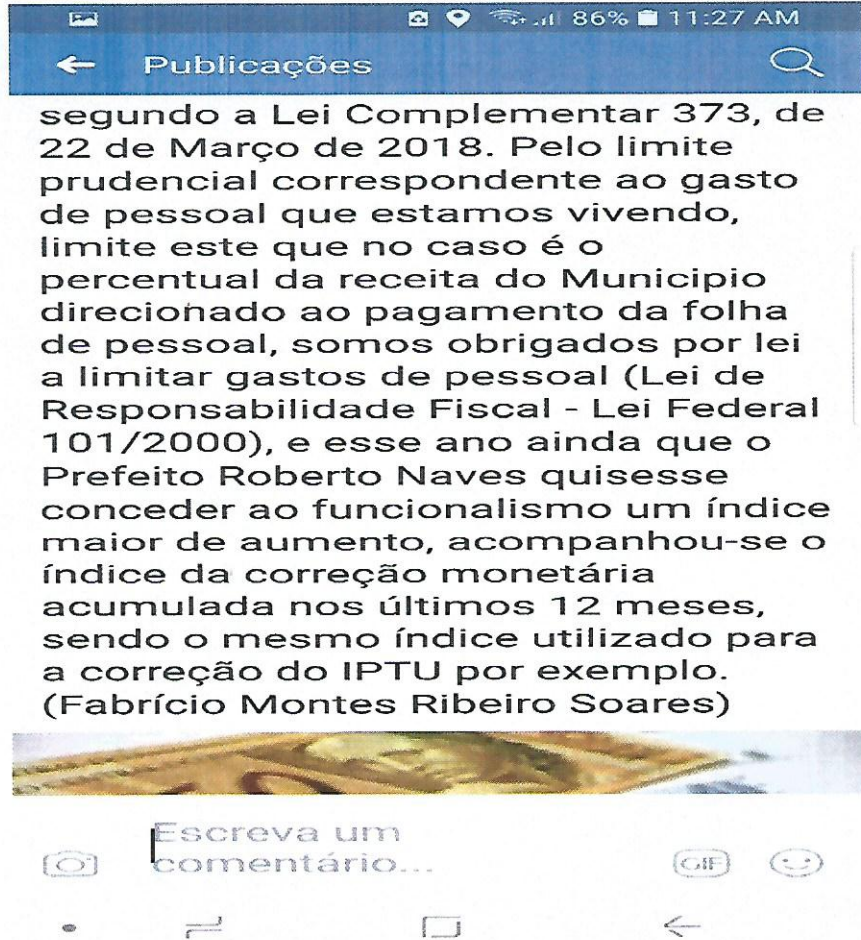 86% 11:27 AM
Publicações
segundo a Lei Complementar 373, de
22 de Março de 2018. Pelo limite
prudencial correspondente ao gasto
de pessoal que estamos vivendo,
limite este que no caso é o
percentual da receita do Municipio
direcionado ao pagamento da folha
de pessoal, somos obrigados por lei
a limitar gastos de pessoal (Lei de
Responsabilidade Fiscal - Lei Federal
101/2000), e esse ano ainda que o
Prefeito Roberto Naves quisesse
conceder ao funcionalismo um índice
maior de aumento, acompanhou-se o
índice da correção monetária
acumulada nos últimos 12 meses,
sendo o mesmo índice utilizado para
a correção do IPTU por exemplo.
(Fabrício Montes Ribeiro Soares)
Escreva um
comentário...
GIF